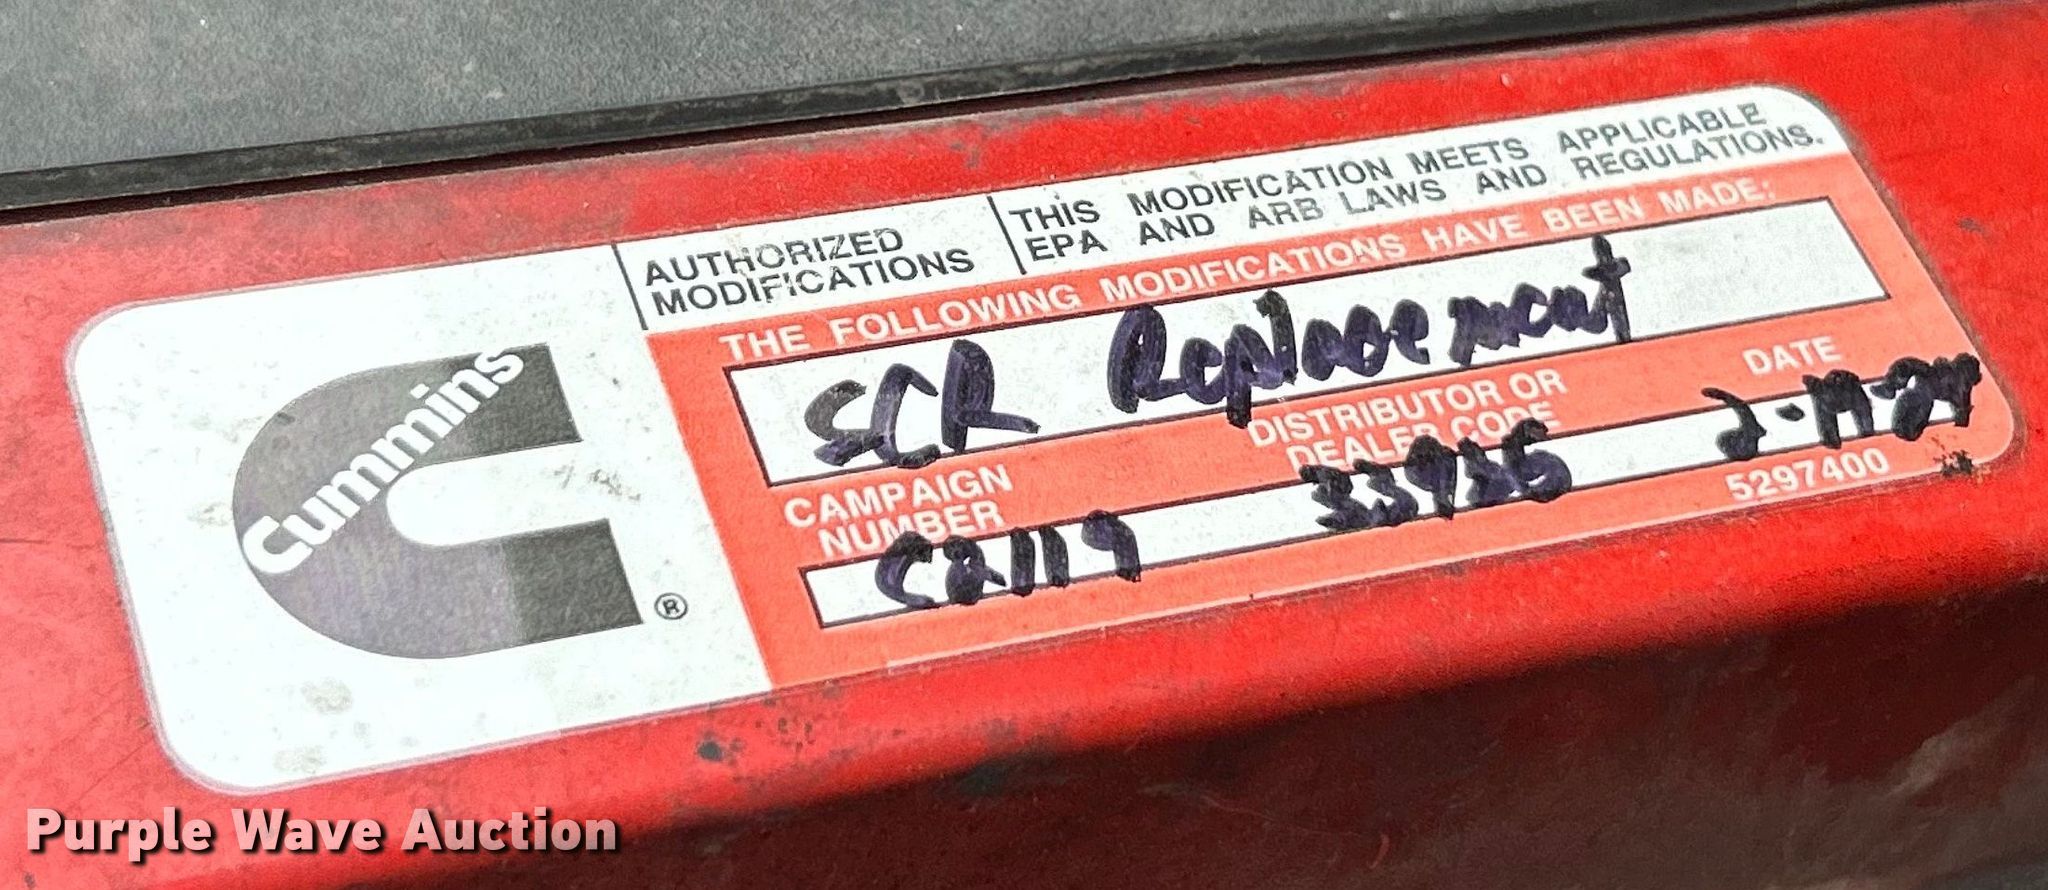 AUTHORIZED
MODIFICATIONS
THIS MODIFICATION MEETS APPLICABLE
EPA AND ARB LAWS AND REGULATIONS.
THE FOLLOWING MODIFICATIONS HAVE BEEN MADE:
SCR Replacement
Cummins
®
CAMPAIGN
NUMBER
C2119
DISTRIBUTOR OR
DEALER CODE
DATE
5297400
Purple Wave Auction